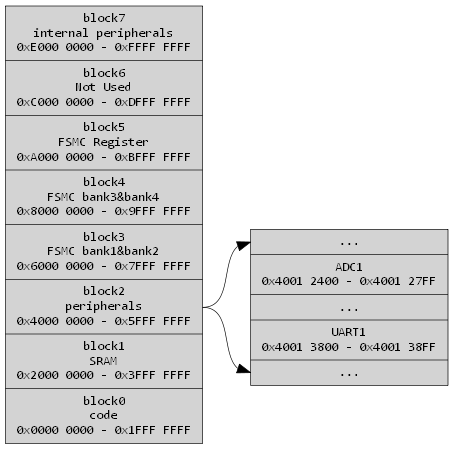 block7
internal peripherals
0xE000 0000 - 0xFFFF FFFF
block6
Not Used
0xC000 0000 - 0xDFFF FFFF
block5
FSMC Register
0xA000 0000 - 0xBFFF FFFF
block4
FSMC bank3&bank4
0x8000 0000 - 0x9FFF FFFF
block3
FSMC bank1&bank2
0x6000 0000 - 0x7FFF FFFF
block2
peripherals
0x4000 0000 - 0x5FFF FFFF
block1
SRAM
0x2000 0000 - 0x3FFF FFFF
block0
code
0x0000 0000 - 0x1FFF FFFF
...
ADC1
0x4001 2400 - 0x4001 27FF
...
UART1
0x4001 3800 - 0x4001 38FF
...